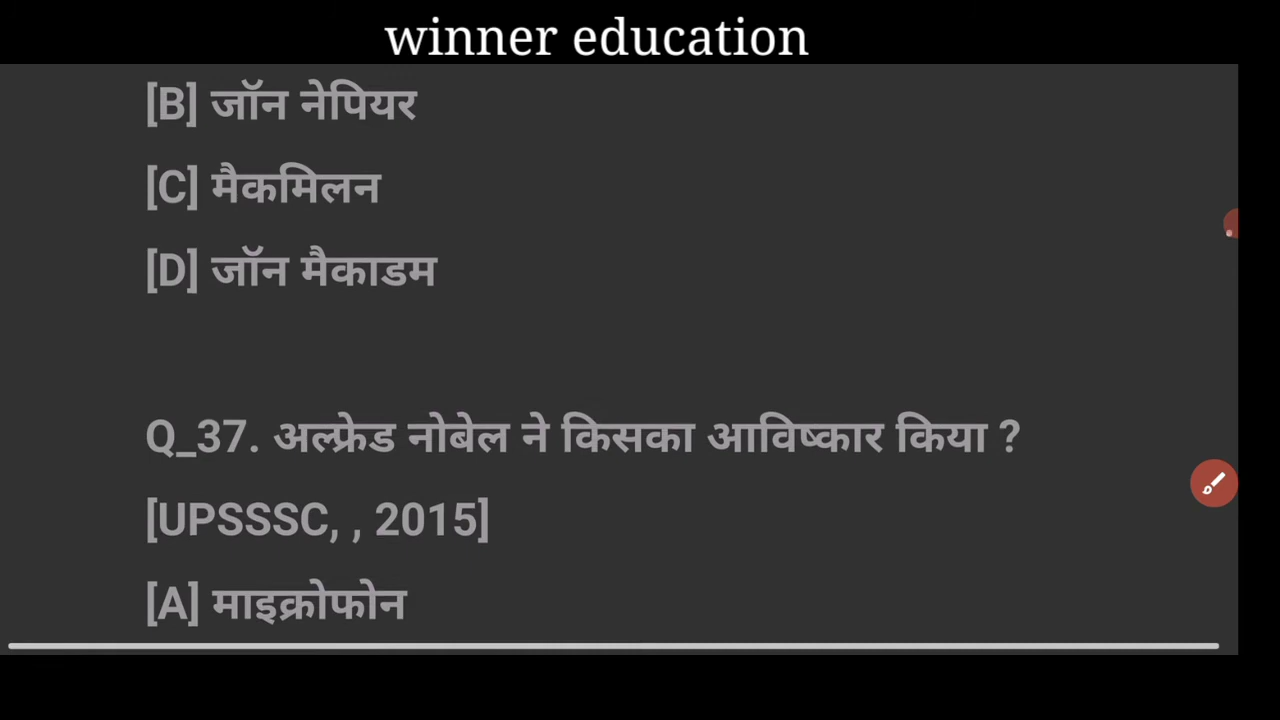 winner education
[B] जॉन नेपियर
[C] मैकमिलन
[D] जॉन मैकाडम
Q_37. अल्फ्रेड नोबेल ने किसका आविष्कार किया ?
[UPSSSC, , 2015]
[A] माइक्रोफोन